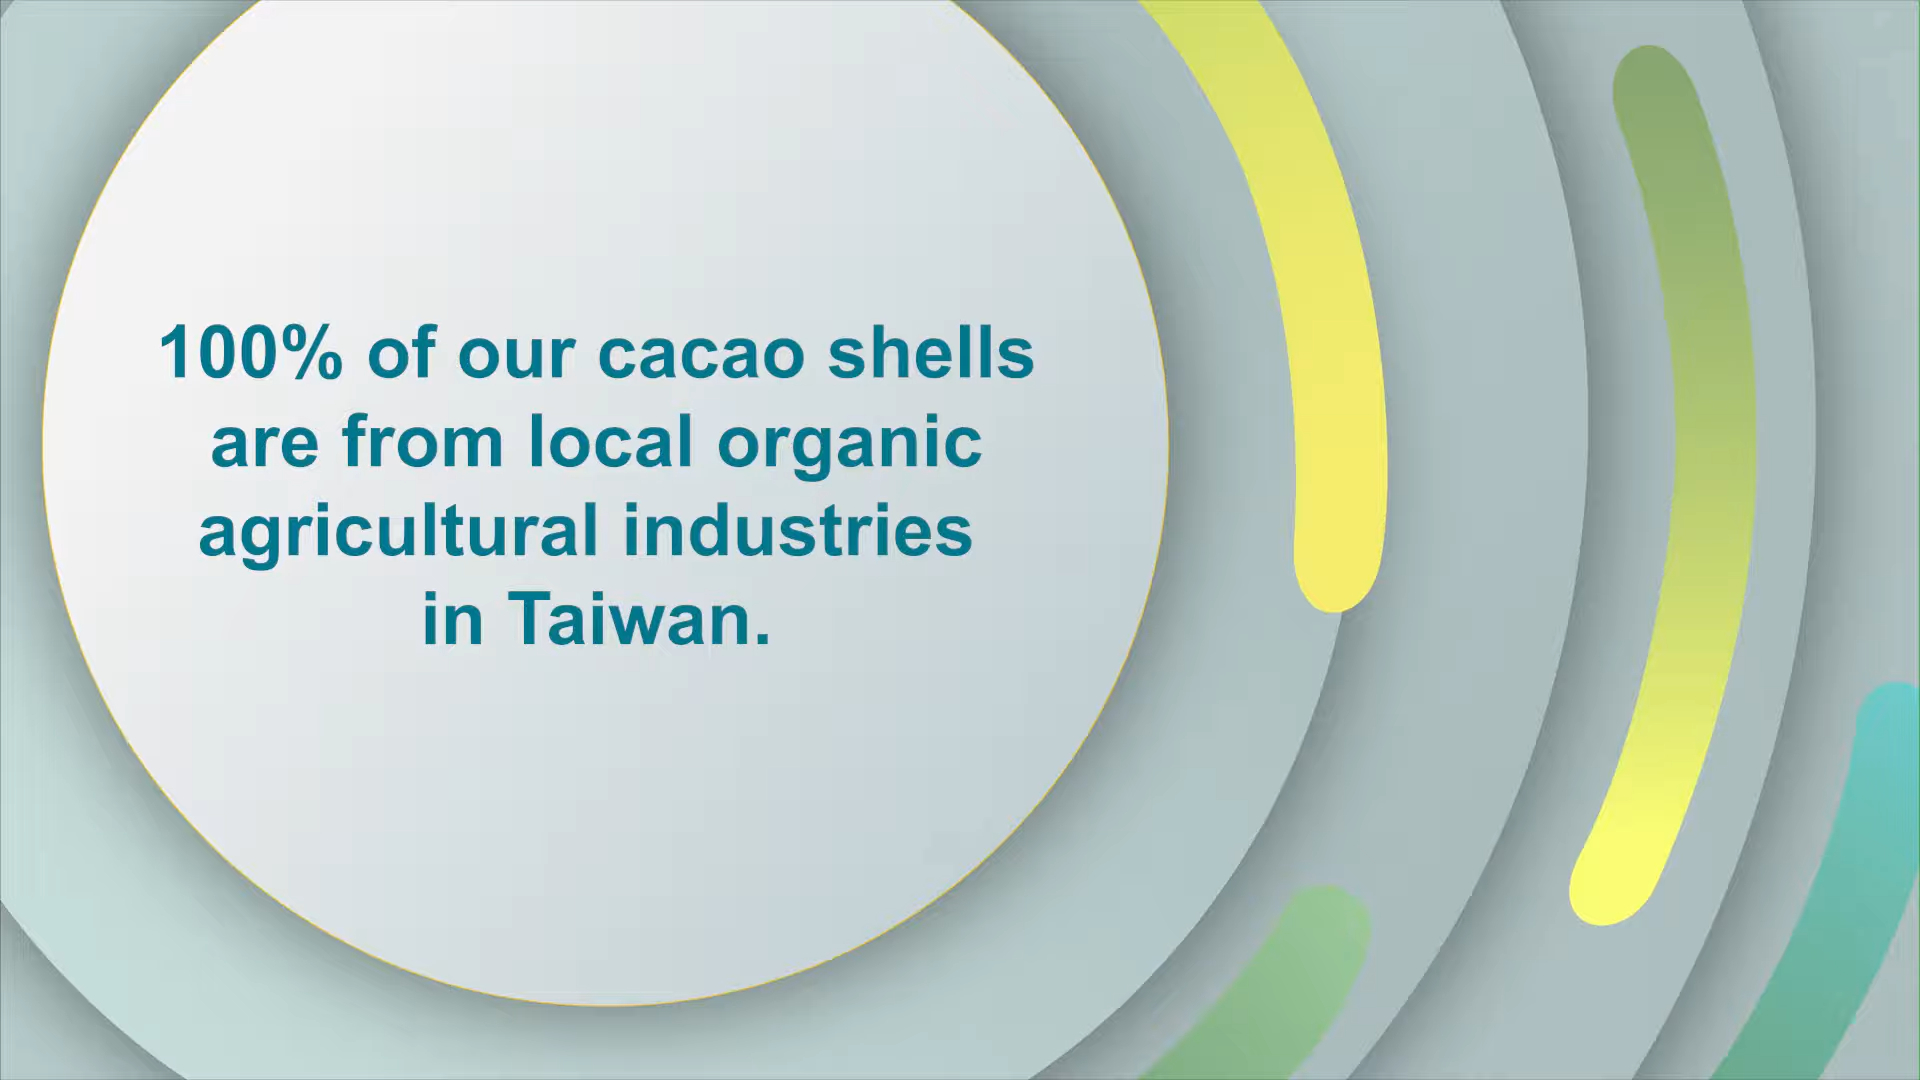 100% of our cacao shells
are from local organic
agricultural industries
in Taiwan.